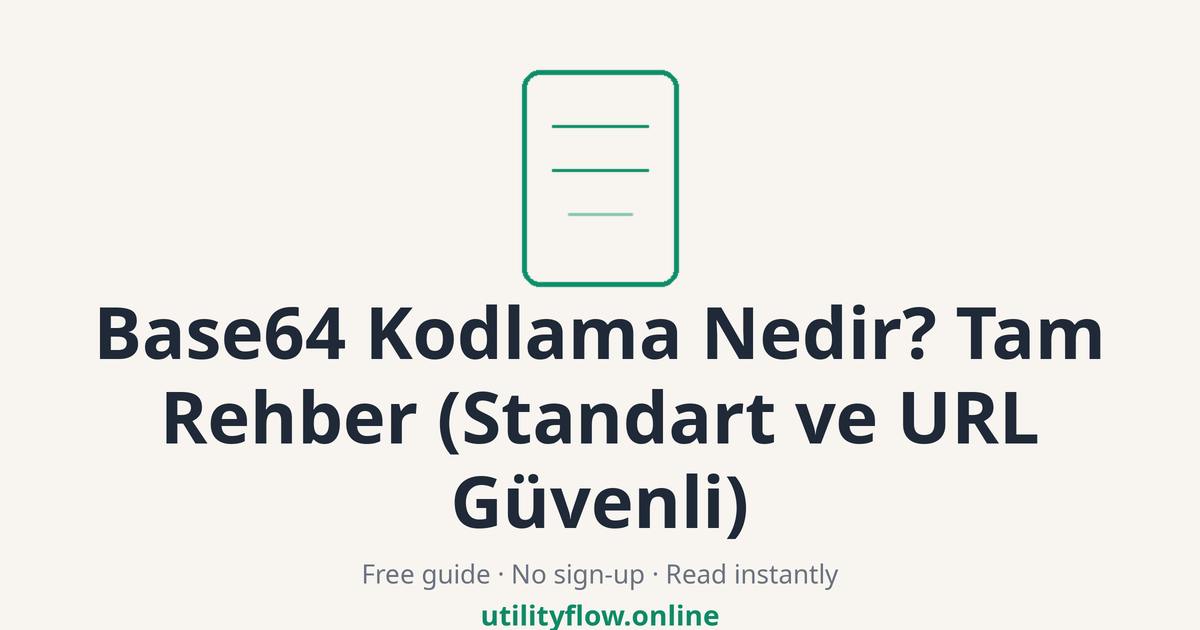 Base64 Kodlama Nedir? Tam
Rehber (Standart ve URL
Güvenli)
Free guide · No sign-up · Read instantly
utilityflow.online